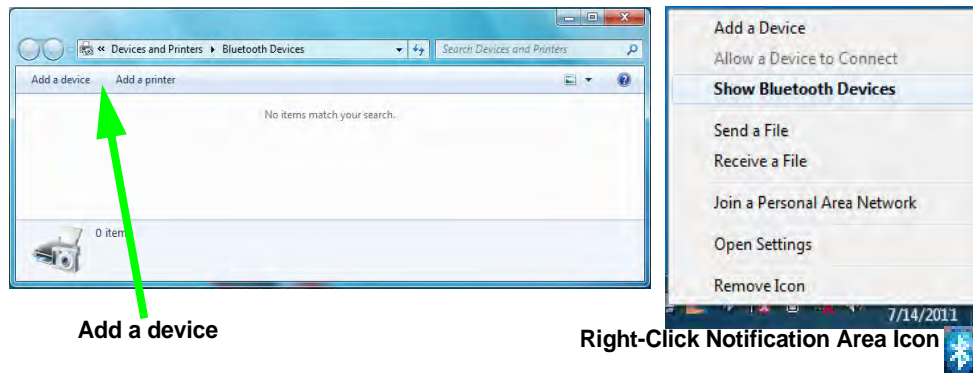 « Devices and Printers ▸ Bluetooth Devices
Search Devices and Printers
Add a device Add a printer
No items match your search.
0 item
Add a device
Add a Device
Allow a Device to Connect
Show Bluetooth Devices
Send a File
Receive a File
Join a Personal Area Network
Open Settings
Remove Icon
7/14/2011
Right-Click Notification Area Icon